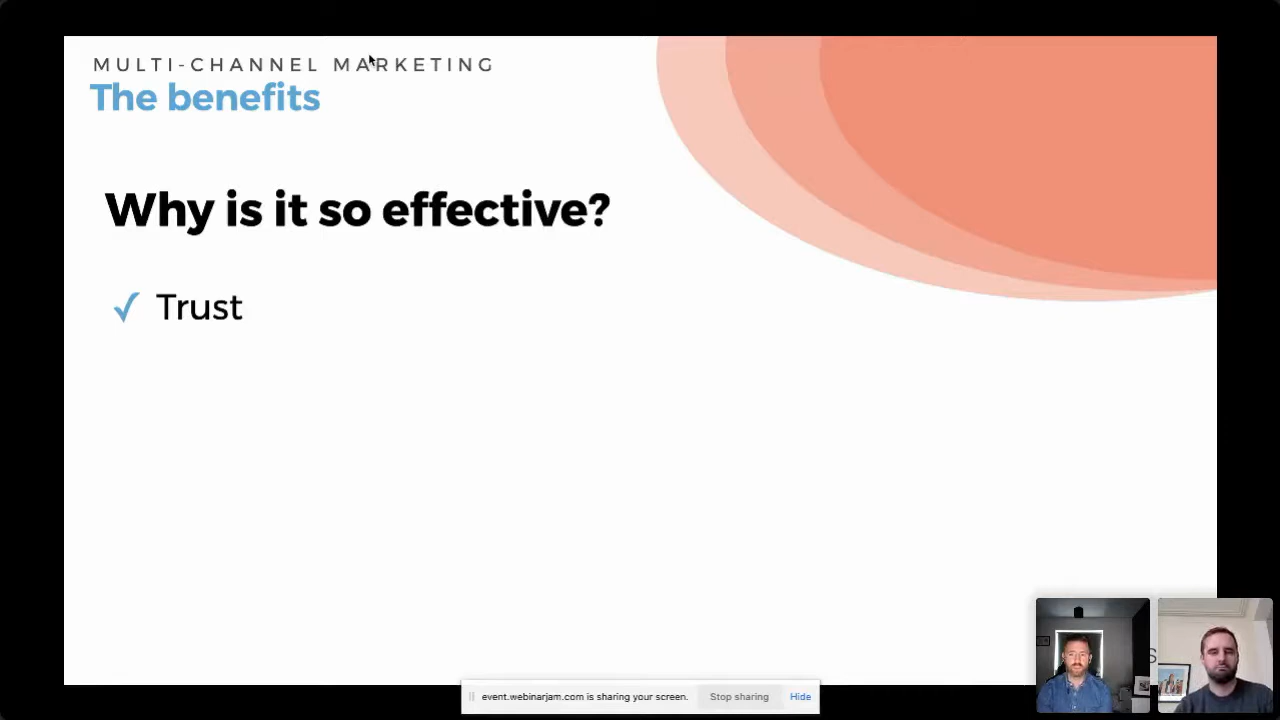 MULTI-CHANNEL MARKETING
The benefits
Why is it so effective?
✓ Trust
event.webinarjam.com is sharing your screen. Stop sharing Hide